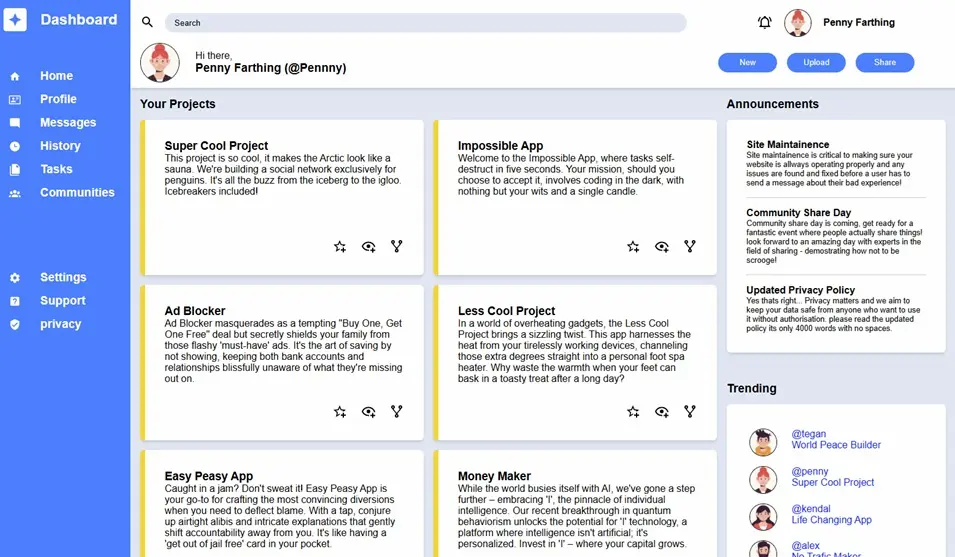 Dashboard
Home
Profile
Messages
History
Tasks
Communities
Settings
Support
privacy
Search
Penny Farthing
Hi there,
Penny Farthing (@Pennny)
New
Upload
Share
Your Projects
Super Cool Project
This project is so cool, it makes the Arctic look like a
sauna. We're building a social network exclusively for
penguins. It's all the buzz from the iceberg to the igloo.
Icebreakers included!
Impossible App
Welcome to the Impossible App, where tasks self-
destruct in five seconds. Your mission, should you
choose to accept it, involves coding in the dark, with
nothing but your wits and a single candle.
Ad Blocker
Ad Blocker masquerades as a tempting "Buy One, Get
One Free" deal but secretly shields your family from
those flashy 'must-have' ads. It's the art of saving by
not showing, keeping both bank accounts and
relationships blissfully unaware of what they're missing
out on.
Less Cool Project
In a world of overheating gadgets, the Less Cool
Project brings a sizzling twist. This app harnesses the
heat from your tirelessly working devices, channeling
those extra degrees straight into a personal foot spa
heater. Why waste the warmth when your feet can
bask in a toasty treat after a long day?
Easy Peasy App
Caught in a jam? Don't sweat it! Easy Peasy App is
your go-to for crafting the most convincing diversions
when you need to deflect blame. With a tap, conjure
up airtight alibis and intricate explanations that gently
shift accountability away from you. It's like having a
'get out of jail free' card in your pocket.
Money Maker
While the world busies itself with AI, we've gone a step
further – embracing 'I', the pinnacle of individual
intelligence. Our recent breakthrough in quantum
behaviorism unlocks the potential for 'I' technology, a
platform where intelligence isn't artificial; it's
personalized. Invest in 'I' – where your capital grows.
Announcements
Site Maintainence
Site maintainence is critical to making sure your
website is allways operating properly and any
issues are found and fixed before a user has to
send a message about their bad experience!
Community Share Day
Community share day is coming, get ready for a
fantastic event where people actually share things!
look forward to an amazing day with experts in the
field of sharing - demostrating how not to be
scrooge!
Updated Privacy Policy
Yes thats right... Privacy matters and we aim to
keep your data safe from anyone who want to use
it without authorisation. please read the updated
policy its only 4000 words with no spaces.
Trending
@tegan
World Peace Builder
@penny
Super Cool Project
@kendal
Life Changing App
@alex
No Trafic Maker